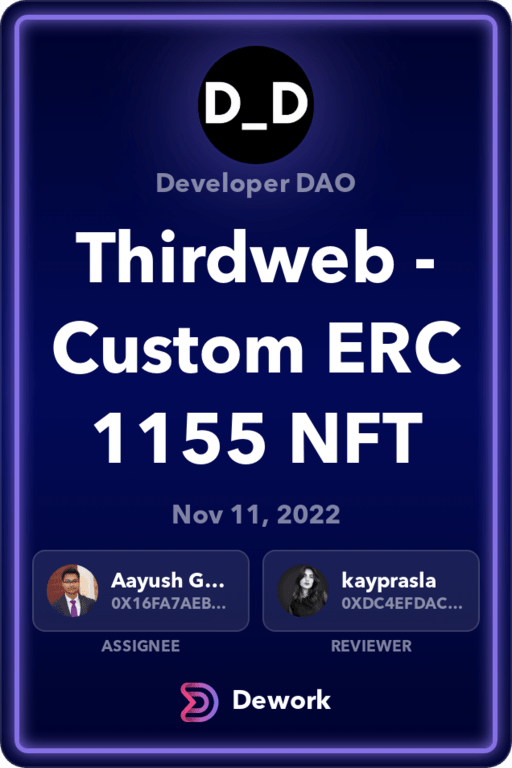 D_D
Developer DAO
Thirdweb -
Custom ERC
1155 NFT
Nov 11, 2022
Aayush G...
0X16FA7AEB...
ASSIGNEE
kayprasla
0XDC4EFDAC...
REVIEWER
Dework